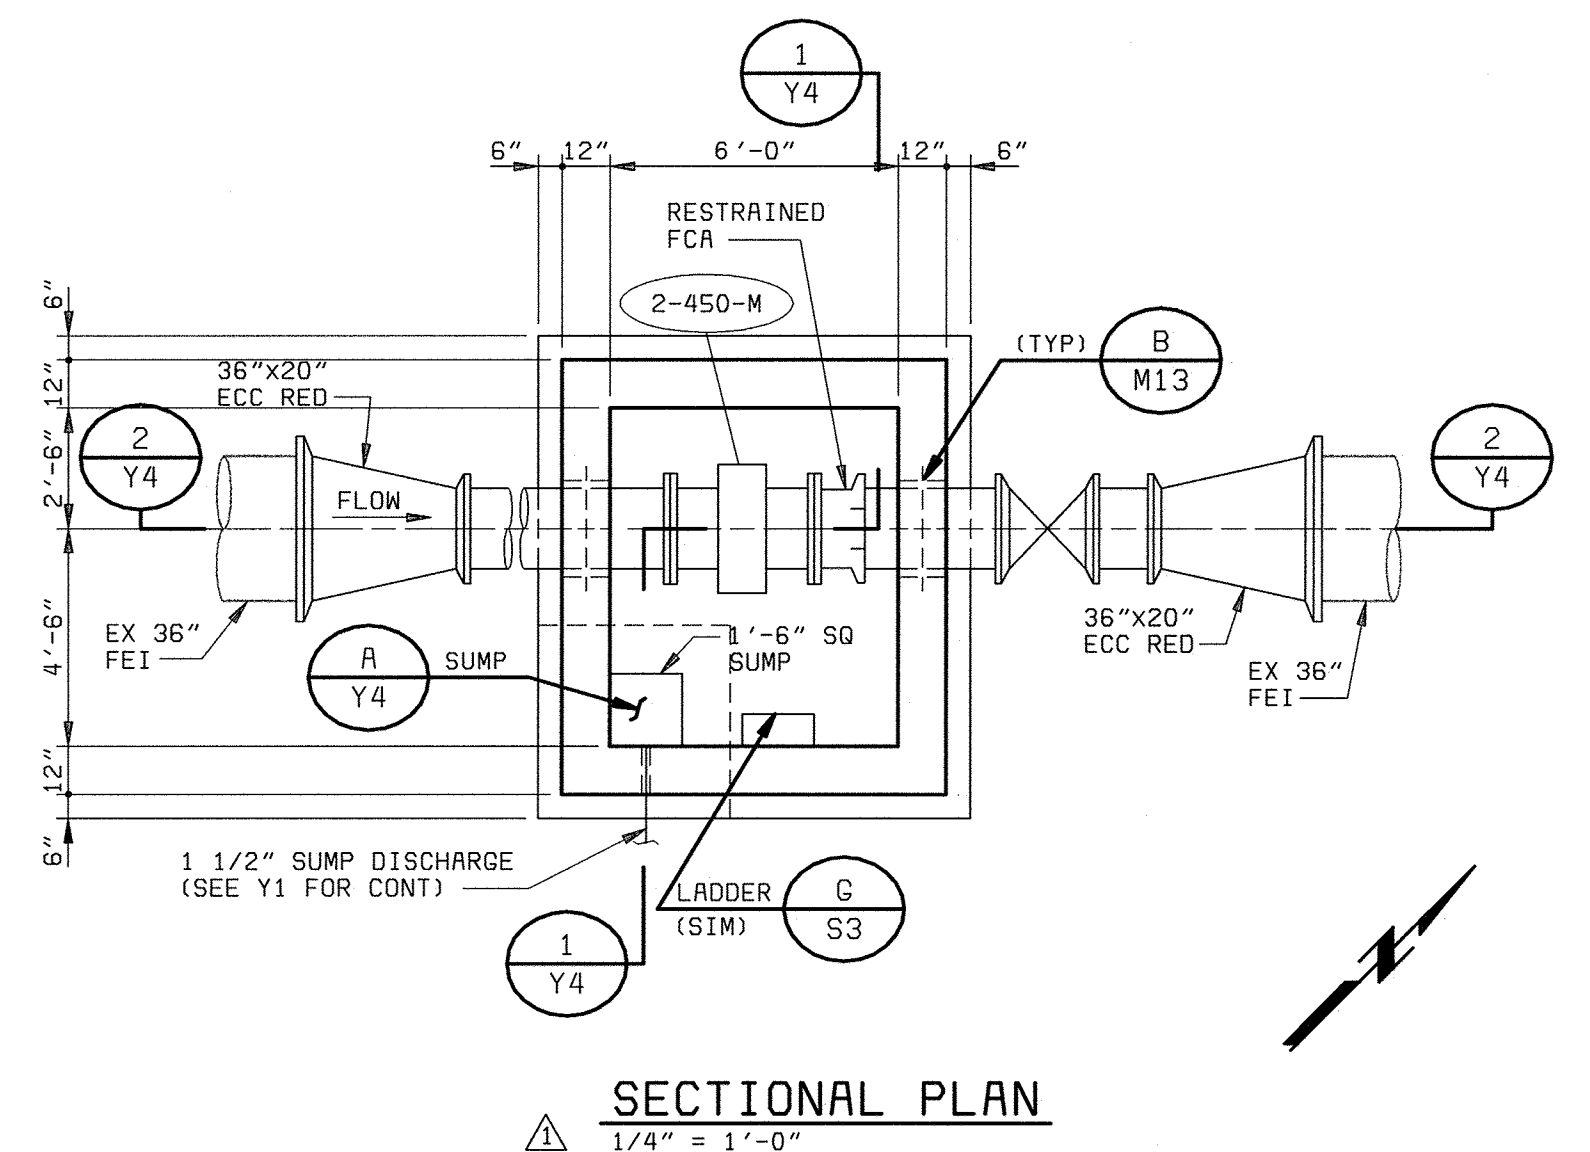 1
Y4
6" 12" 6'-0" 12" 6"
RESTRAINED
FCA
2-450-M
6"
12"
2'-6"
4'-6"
12"
6"
36"x20"
ECC RED
(TYP)
B
M13
2
Y4
2
Y4
FLOW
EX 36"
FEI
A
Y4
SUMP
1'-6" SQ
SUMP
36"x20"
ECC RED
EX 36"
FEI
1 1/2" SUMP DISCHARGE
(SEE Y1 FOR CONT)
LADDER
(SIM)
G
S3
1
Y4
N
SECTIONAL PLAN
1
1/4" = 1'-0"